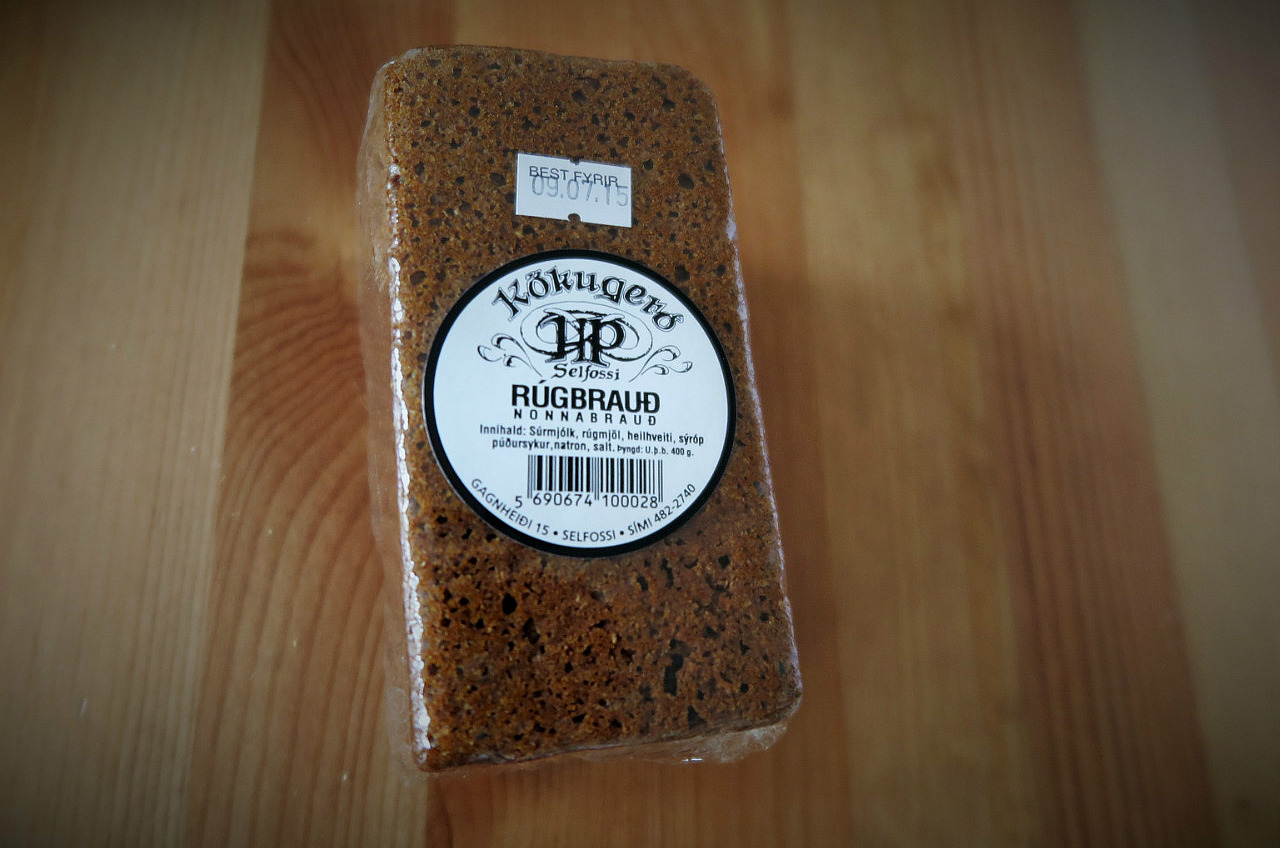 BEST FYRIR
09.07.15
Kökugerð
HP
Selfossi
RÚGBRAUÐ
NONNABRAUÐ
Innihald: Súrmjólk, rúgmjöl, heilhveiti, sýróp
púðursykur,natron, salt. Þyngd: U.þ.b. 400 g.
5 690674 100028
GAGNHEIÐI 15 • SELFOSSI • SÍMI 482-2740